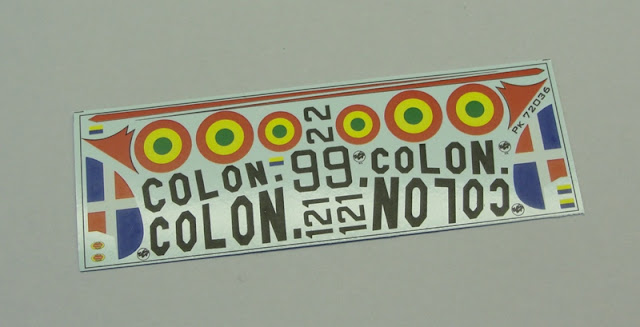 22
PK 72036
COLON. 99 COLON.
COLON. 121 121 COLON.